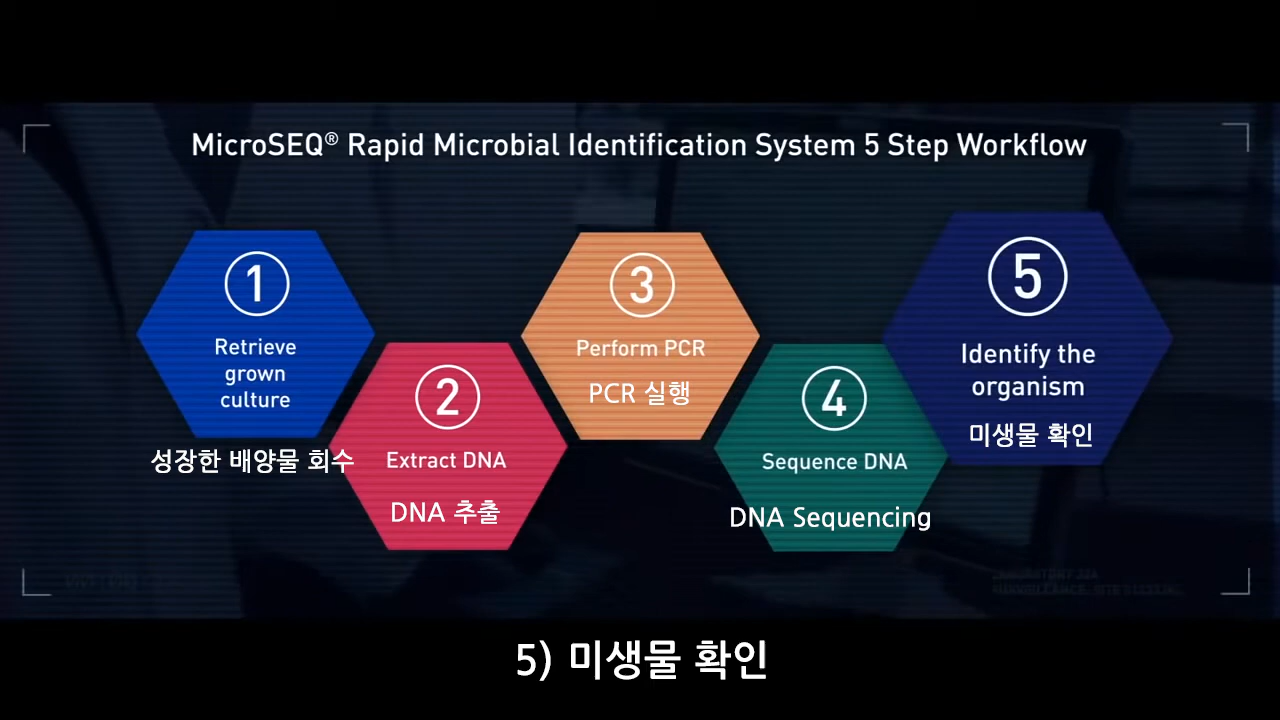 MicroSEQ® Rapid Microbial Identification System 5 Step Workflow
1
Retrieve
grown
culture
성장한 배양물 회수
2
Extract DNA
DNA 추출
3
Perform PCR
PCR 실행
4
Sequence DNA
DNA Sequencing
5
Identify the
organism
미생물 확인
5) 미생물 확인